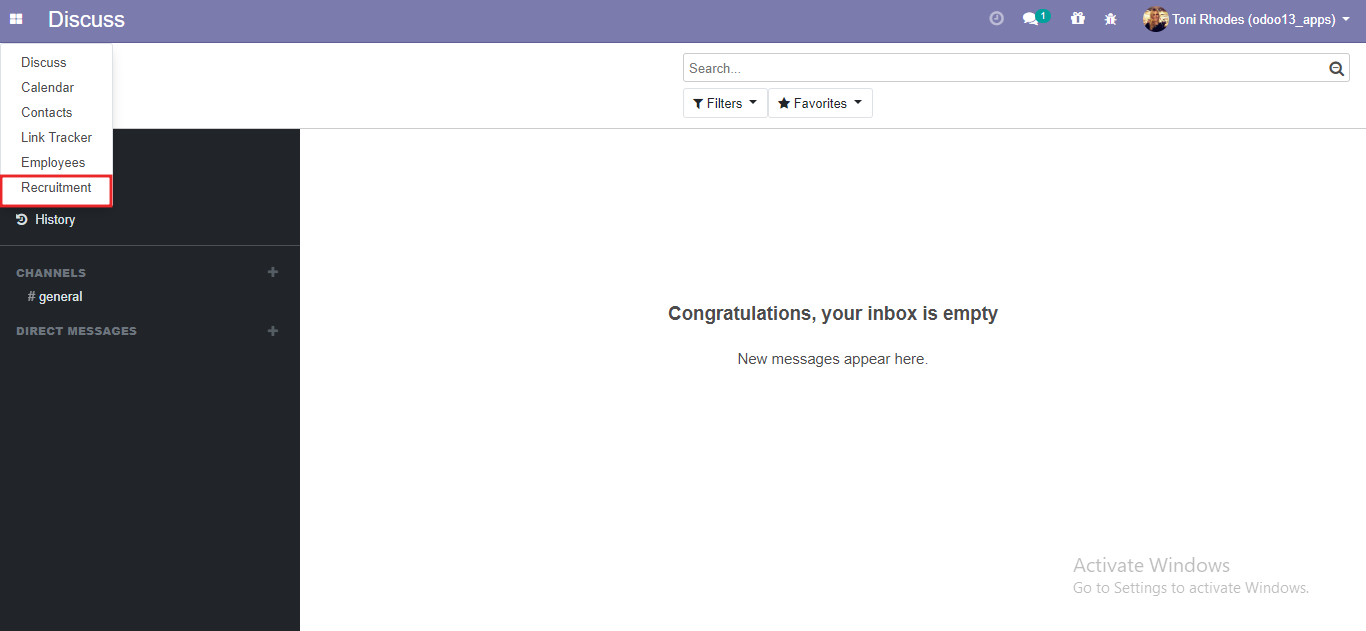 Discuss
1
Toni Rhodes (odoo13_apps)
Discuss
Calendar
Contacts
Link Tracker
Employees
Recruitment
Search...
Filters
Favorites
History
CHANNELS
# general
DIRECT MESSAGES
Congratulations, your inbox is empty
New messages appear here.
Activate Windows
Go to Settings to activate Windows.